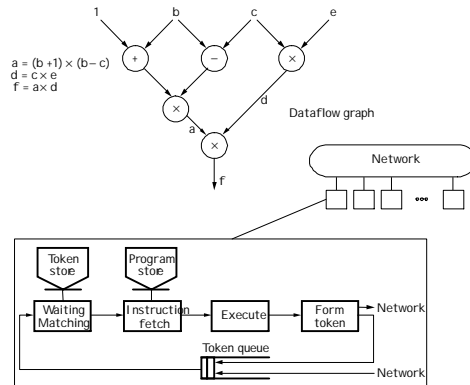 1 b c e
+ − ×
a = (b +1) × (b – c)
d = c × e
f = a × d
×
d
a
Dataflow graph
×
f
Network
Token store
Program store
Waiting Matching
Instruction fetch
Execute
Form token
Network
Token queue
Network